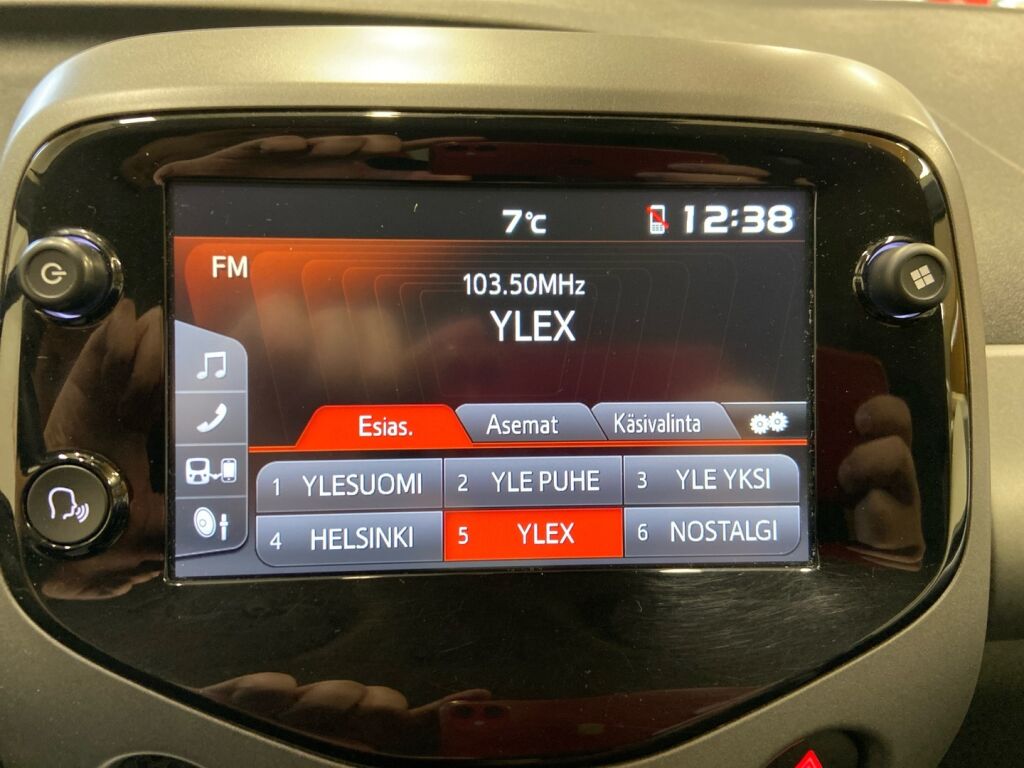 7°C 12:38
FM
103.50MHz
YLEX
Esias. Asemat Käsivalinta
1 YLESUOMI 2 YLE PUHE 3 YLE YKSI
4 HELSINKI 5 YLEX 6 NOSTALGI